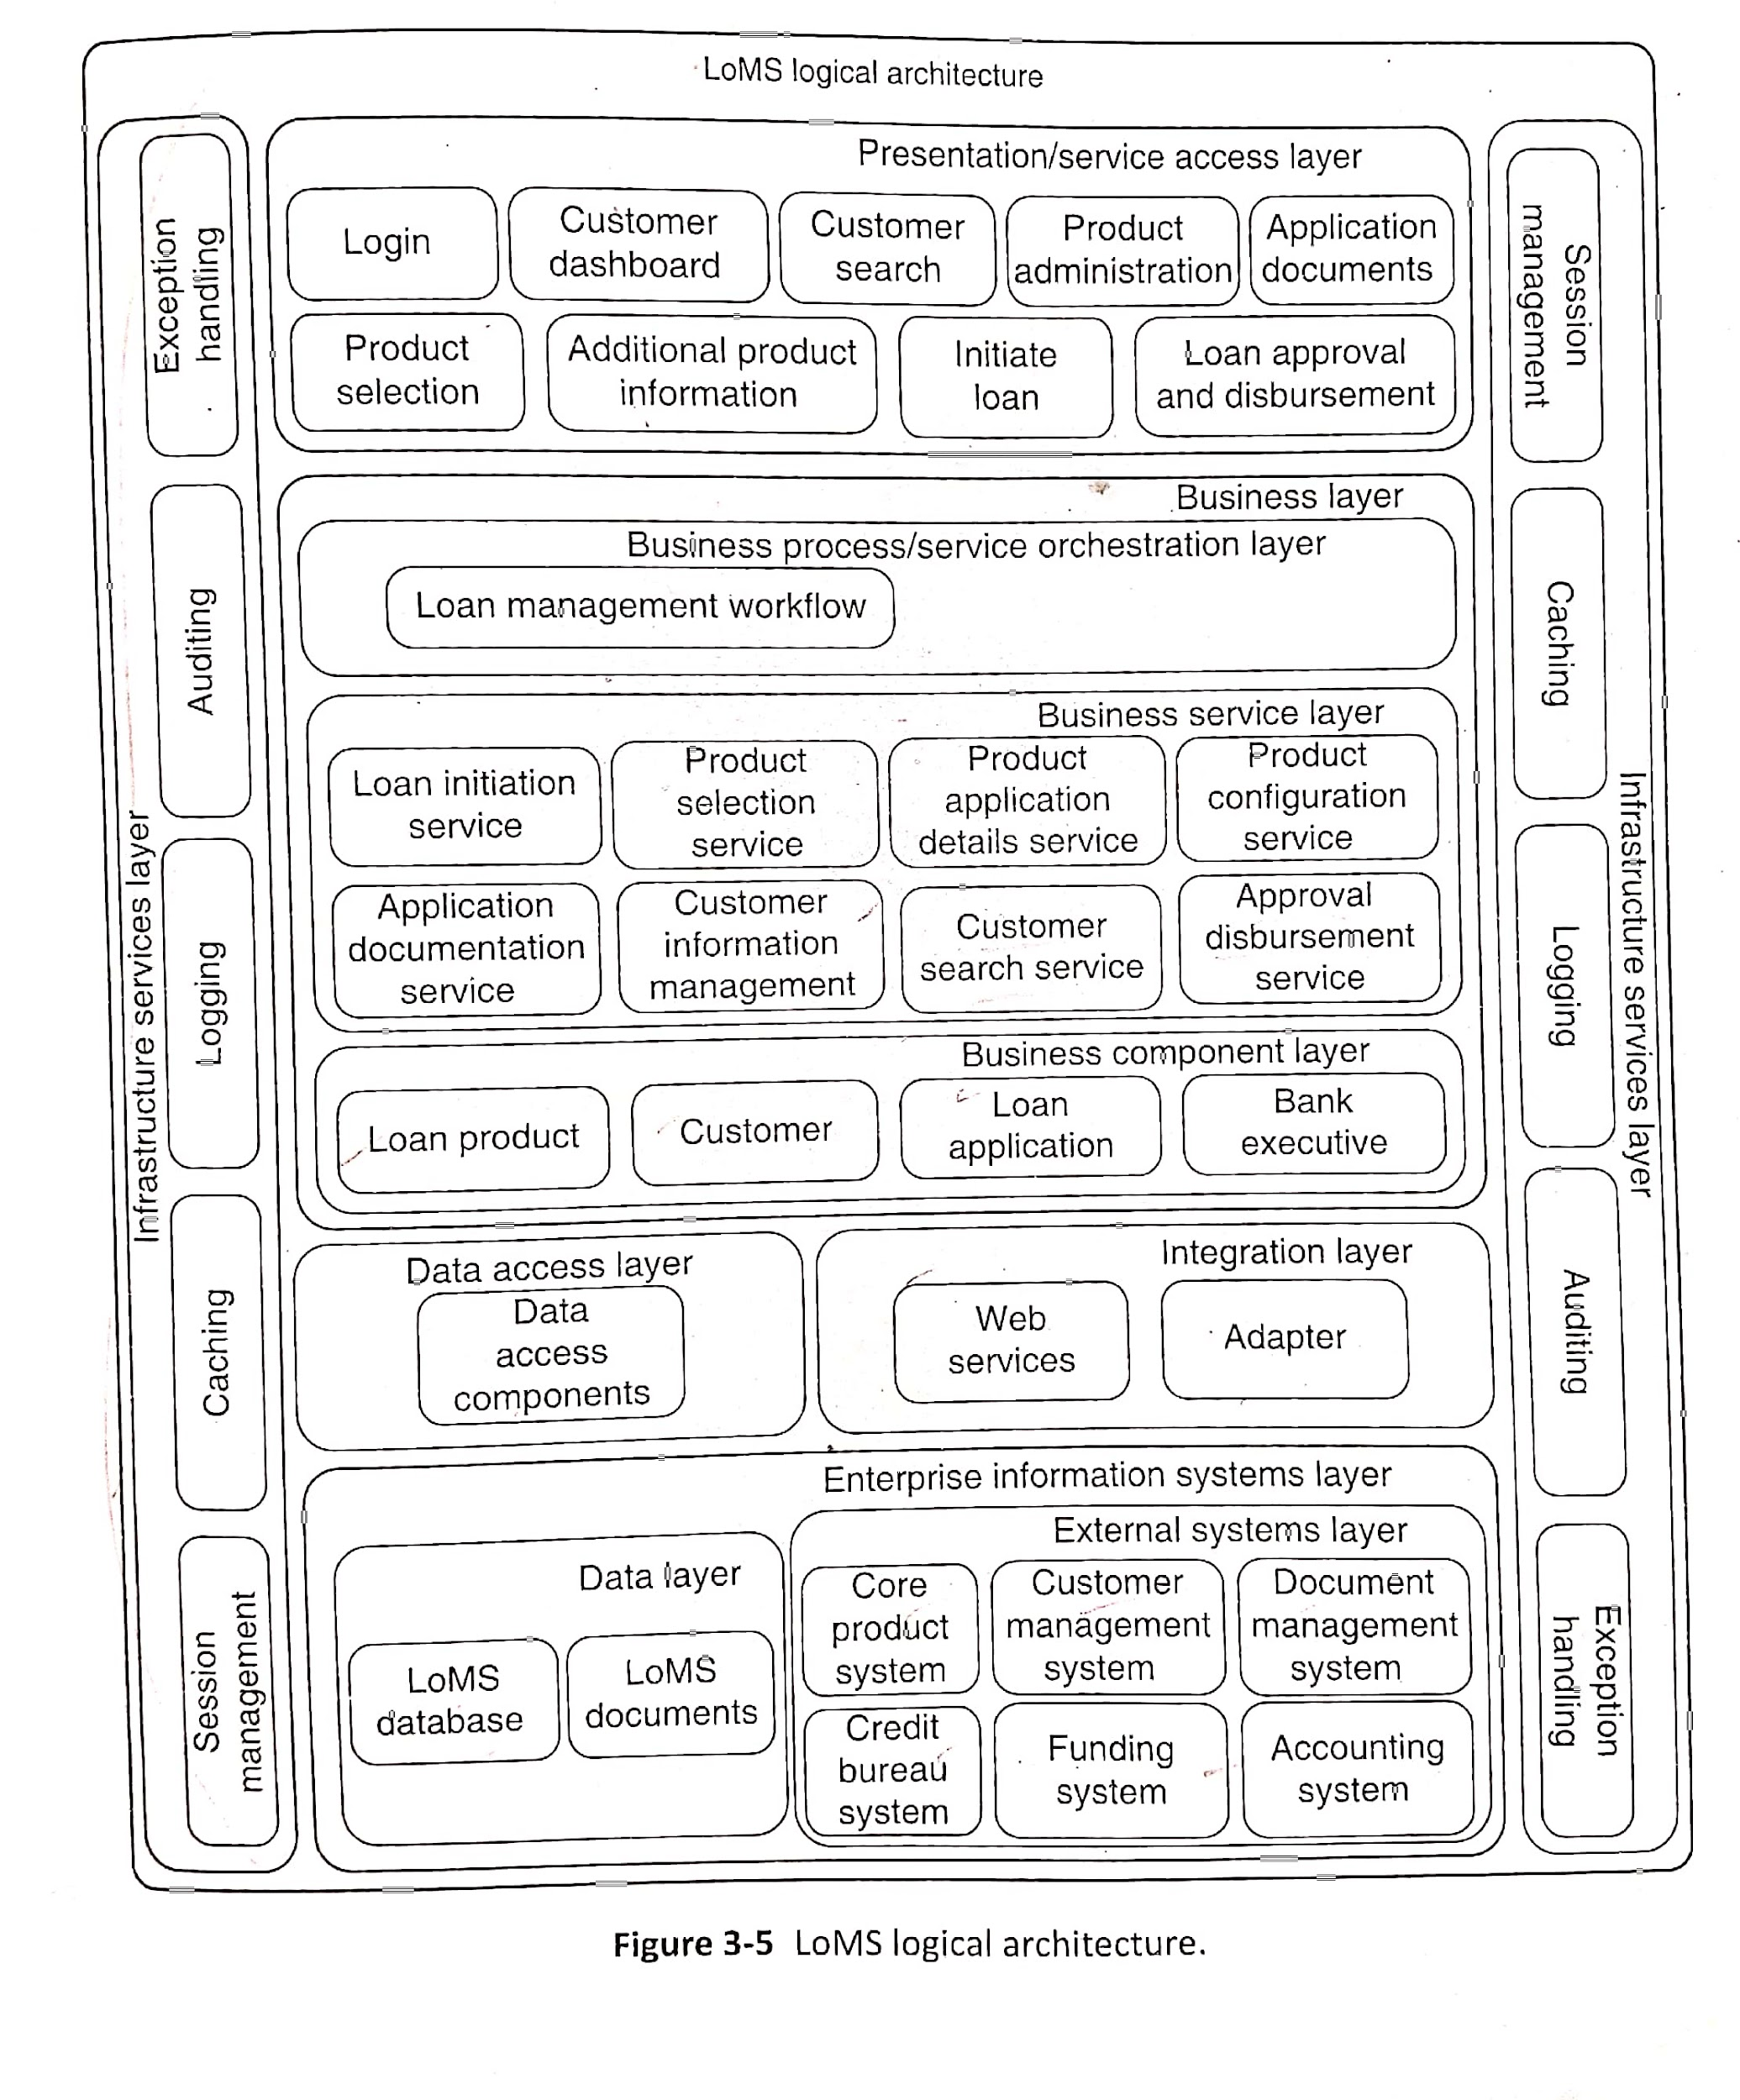 LoMS logical architecture
Infrastructure services layer
Exception
handling
Auditing
Logging
Caching
Session
management
Presentation/service access layer
Login
Customer
dashboard
Customer
search
Product
administration
Application
documents
Product
selection
Additional product
information
Initiate
loan
Loan approval
and disbursement
Business layer
Business process/service orchestration layer
Loan management workflow
Business service layer
Loan initiation
service
Product
selection
service
Product
application
details service
Product
configuration
service
Application
documentation
service
Customer
information
management
Customer
search service
Approval
disbursement
service
Business component layer
Loan product
Customer
Loan
application
Bank
executive
Data access layer
Data
access
components
Integration layer
Web
services
Adapter
Enterprise information systems layer
Data layer
LoMS
database
LoMS
documents
External systems layer
Core
product
system
Customer
management
system
Document
management
system
Credit
bureau
system
Funding
system
Accounting
system
Session
management
Caching
Logging
Auditing
Exception
handling
Infrastructure services layer
Figure 3-5 LoMS logical architecture.